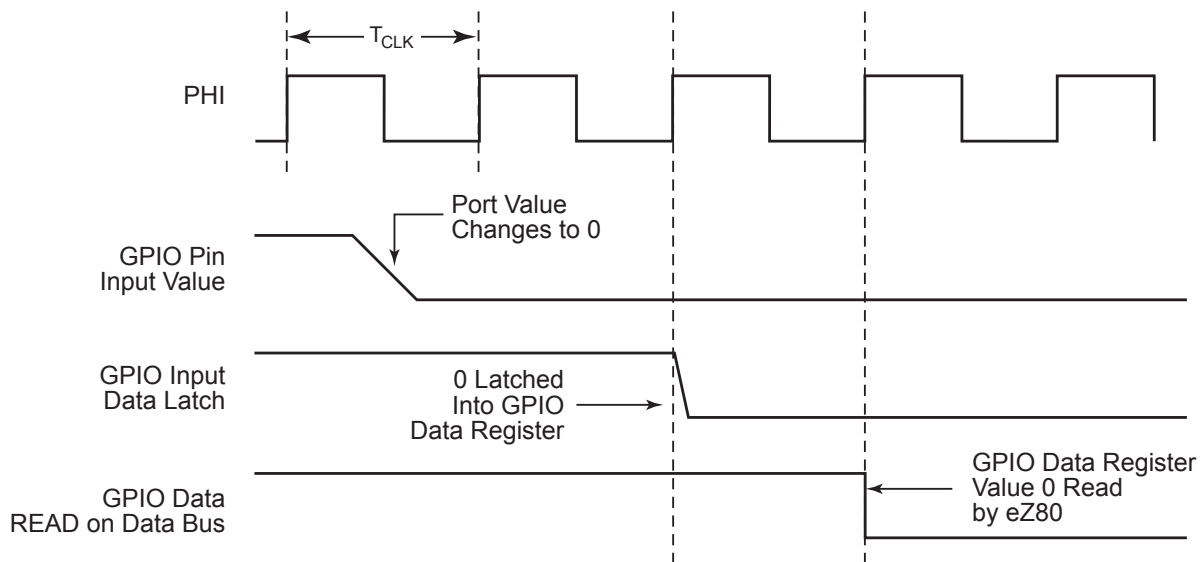 T_CLK
PHI
Port Value
Changes to 0
GPIO Pin
Input Value
GPIO Input
Data Latch
0 Latched
Into GPIO
Data Register
GPIO Data
READ on Data Bus
GPIO Data Register
Value 0 Read
by eZ80